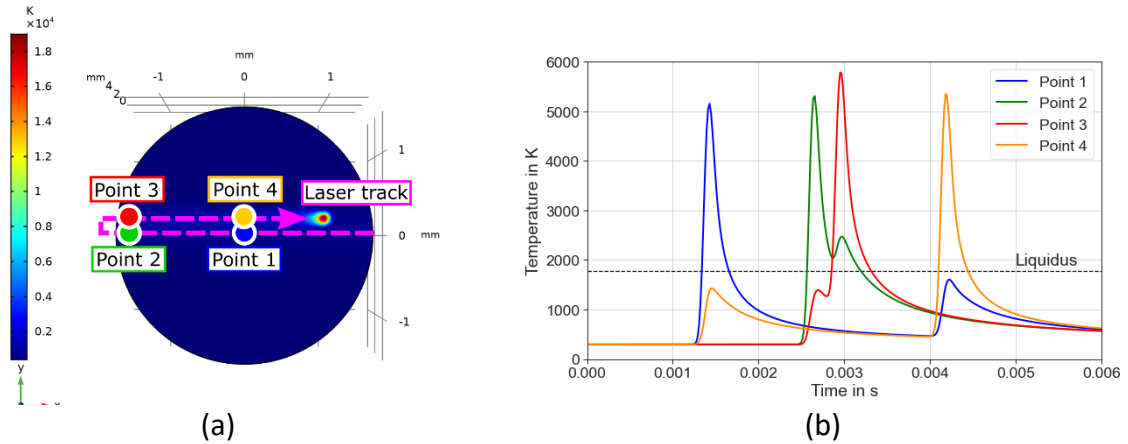 K
×10⁴
1.8
1.6
1.4
1.2
1
0.8
0.6
0.4
0.2
y
x
mm
-1 0 1
mm 4
2
0
1
0 mm
-1
Point 3
Point 4
Laser track
Point 2
Point 1
(a)
6000
5000
4000
3000
2000
1000
0
Temperature in K
0.000 0.001 0.002 0.003 0.004 0.005 0.006
Time in s
Point 1
Point 2
Point 3
Point 4
Liquidus
(b)